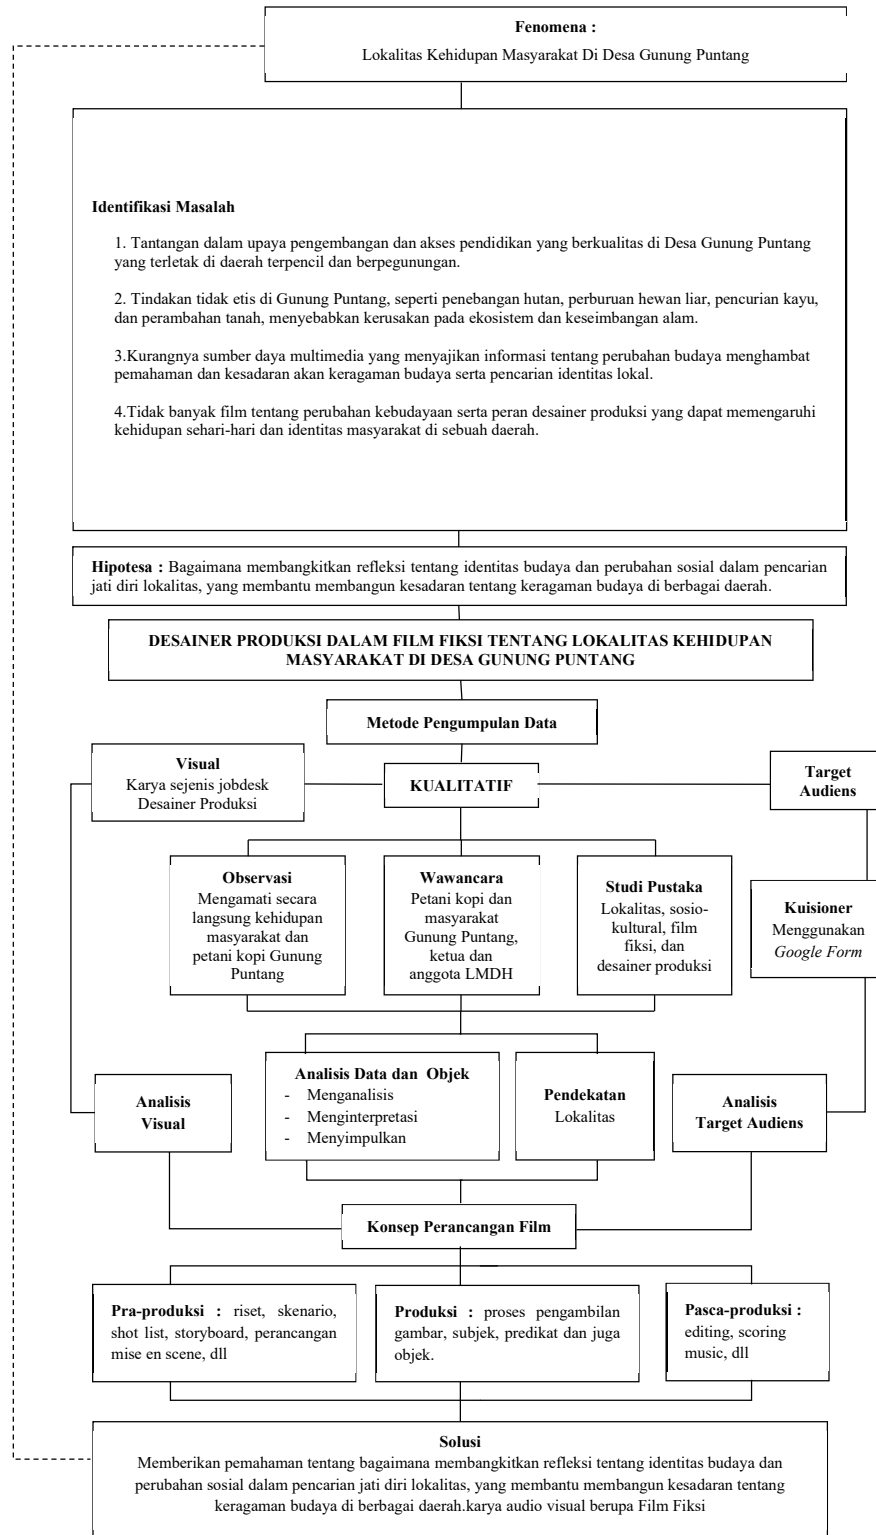 Fenomena :
Lokalitas Kehidupan Masyarakat Di Desa Gunung Puntang
Identifikasi Masalah
1. Tantangan dalam upaya pengembangan dan akses pendidikan yang berkualitas di Desa Gunung Puntang
yang terletak di daerah terpencil dan berpegunungan.
2. Tindakan tidak etis di Gunung Puntang, seperti penebangan hutan, perburuan hewan liar, pencurian kayu,
dan perambahan tanah, menyebabkan kerusakan pada ekosistem dan keseimbangan alam.
3.Kurangnya sumber daya multimedia yang menyajikan informasi tentang perubahan budaya menghambat
pemahaman dan kesadaran akan keragaman budaya serta pencarian identitas lokal.
4.Tidak banyak film tentang perubahan kebudayaan serta peran desainer produksi yang dapat memengaruhi
kehidupan sehari-hari dan identitas masyarakat di sebuah daerah.
Hipotesa : Bagaimana membangkitkan refleksi tentang identitas budaya dan perubahan sosial dalam pencarian
jati diri lokalitas, yang membantu membangun kesadaran tentang keragaman budaya di berbagai daerah.
DESAINER PRODUKSI DALAM FILM FIKSI TENTANG LOKALITAS KEHIDUPAN
MASYARAKAT DI DESA GUNUNG PUNTANG
Metode Pengumpulan Data
Visual
Karya sejenis jobdesk
Desainer Produksi
KUALITATIF
Target
Audiens
Observasi
Mengamati secara
langsung kehidupan
masyarakat dan
petani kopi Gunung
Puntang
Wawancara
Petani kopi dan
masyarakat
Gunung Puntang,
ketua dan
anggota LMDH
Studi Pustaka
Lokalitas, sosio-
kultural, film
fiksi, dan
desainer produksi
Kuisioner
Menggunakan
Google Form
Analisis
Visual
Analisis Data dan Objek
- Menganalisis
- Menginterpretasi
- Menyimpulkan
Pendekatan
Lokalitas
Analisis
Target Audiens
Konsep Perancangan Film
Pra-produksi : riset, skenario,
shot list, storyboard, perancangan
mise en scene, dll
Produksi : proses pengambilan
gambar, subjek, predikat dan juga
objek.
Pasca-produksi :
editing, scoring
music, dll
Solusi
Memberikan pemahaman tentang bagaimana membangkitkan refleksi tentang identitas budaya dan
perubahan sosial dalam pencarian jati diri lokalitas, yang membantu membangun kesadaran tentang
keragaman budaya di berbagai daerah.karya audio visual berupa Film Fiksi